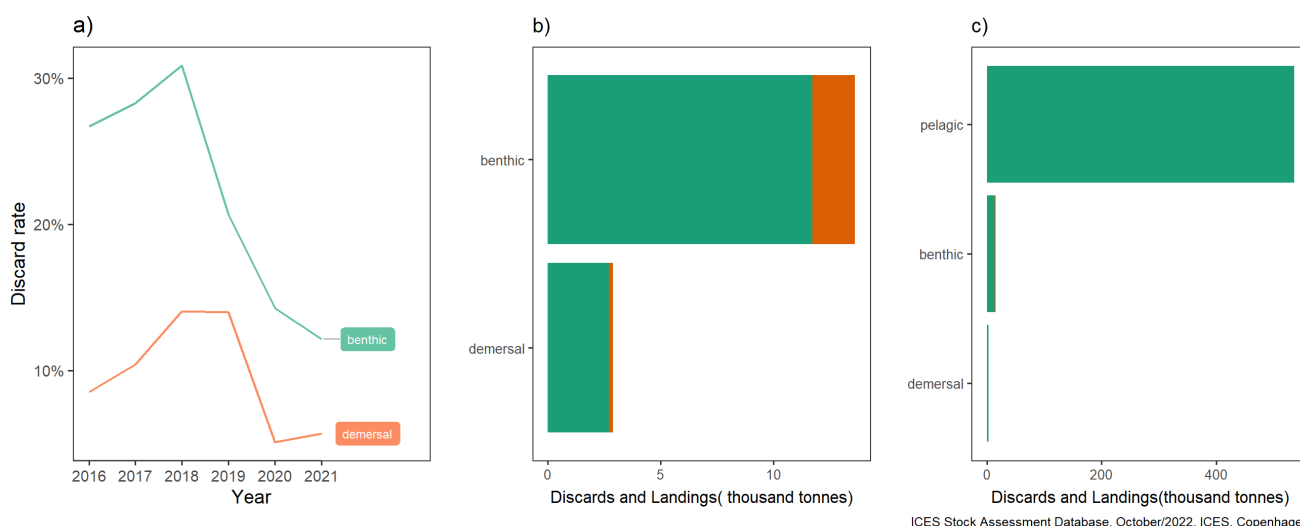 a)
30%
20%
10%
Discard rate
benthic
demersal
2016 2017 2018 2019 2020 2021
Year
b)
benthic
demersal
0 5 10
Discards and Landings( thousand tonnes)
c)
pelagic
benthic
demersal
0 200 400
Discards and Landings(thousand tonnes)
ICES Stock Assessment Database, October/2022. ICES, Copenhage